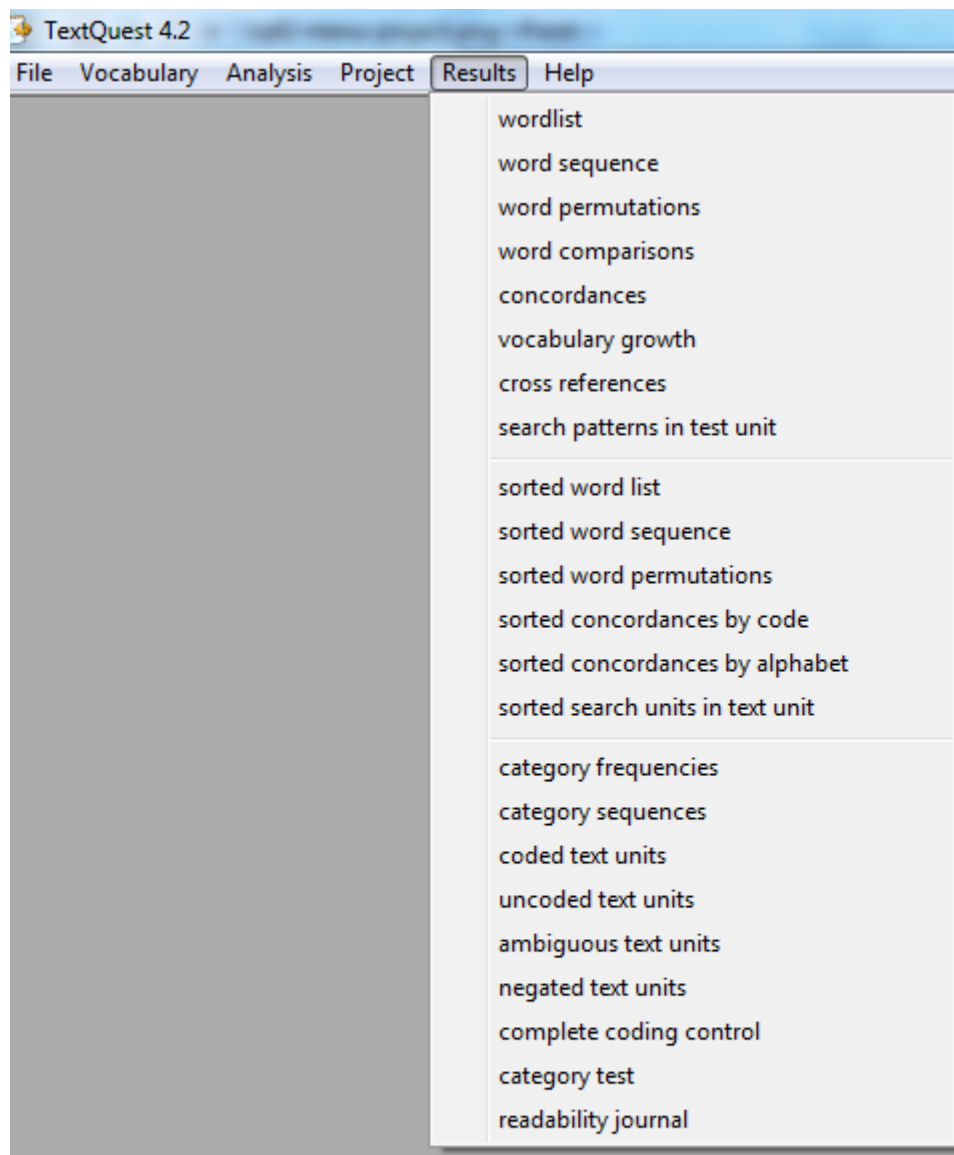 TextQuest 4.2
File Vocabulary Analysis Project Results Help
wordlist
word sequence
word permutations
word comparisons
concordances
vocabulary growth
cross references
search patterns in test unit
sorted word list
sorted word sequence
sorted word permutations
sorted concordances by code
sorted concordances by alphabet
sorted search units in text unit
category frequencies
category sequences
coded text units
uncoded text units
ambiguous text units
negated text units
complete coding control
category test
readability journal